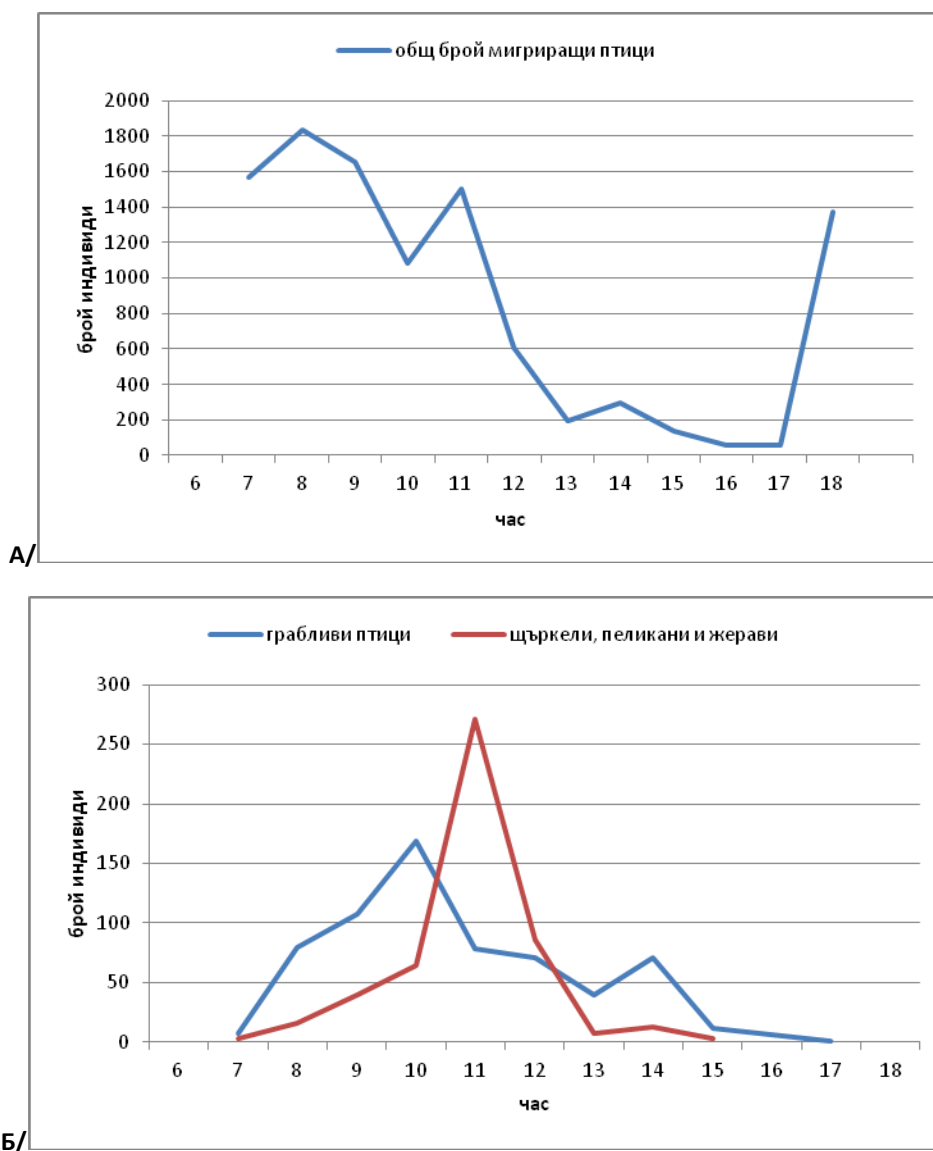 общ брой мигриращи птици
2000
1800
1600
1400
1200
1000
800
600
400
200
0
брой индивиди
6 7 8 9 10 11 12 13 14 15 16 17 18
час
А/
грабливи птици щъркели, пеликани и жерави
300
250
200
150
100
50
0
брой индивиди
6 7 8 9 10 11 12 13 14 15 16 17 18
час
Б/